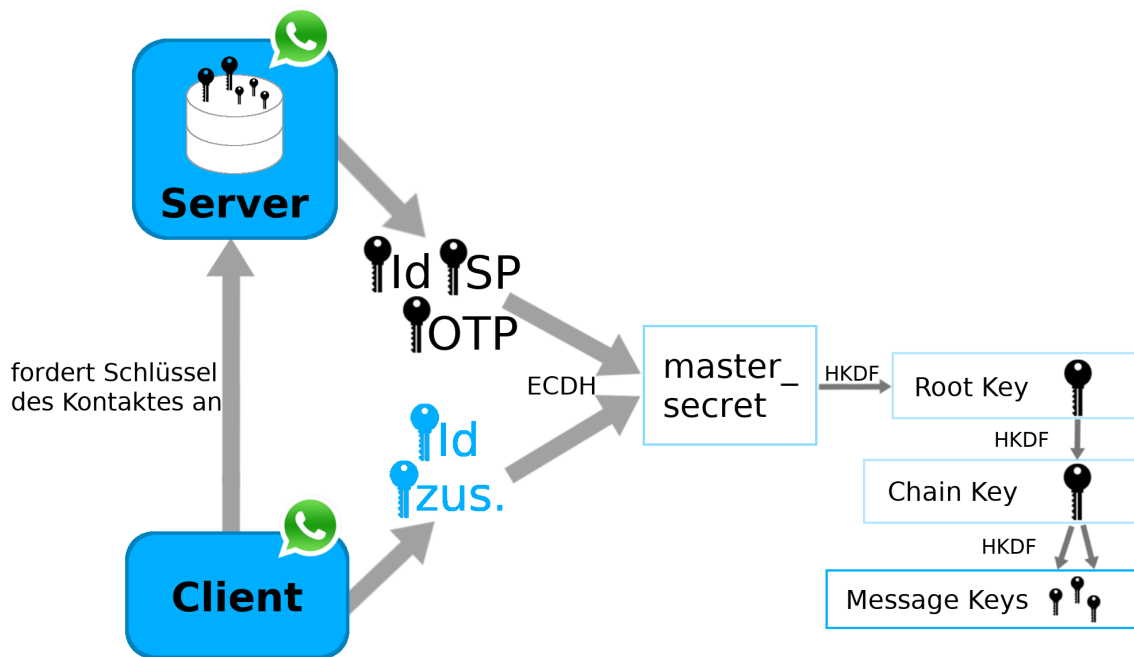 Server
Id SP
OTP
fordert Schlüssel
des Kontaktes an
ECDH
Id
zus.
Client
master_
secret
HKDF
Root Key
HKDF
Chain Key
HKDF
Message Keys